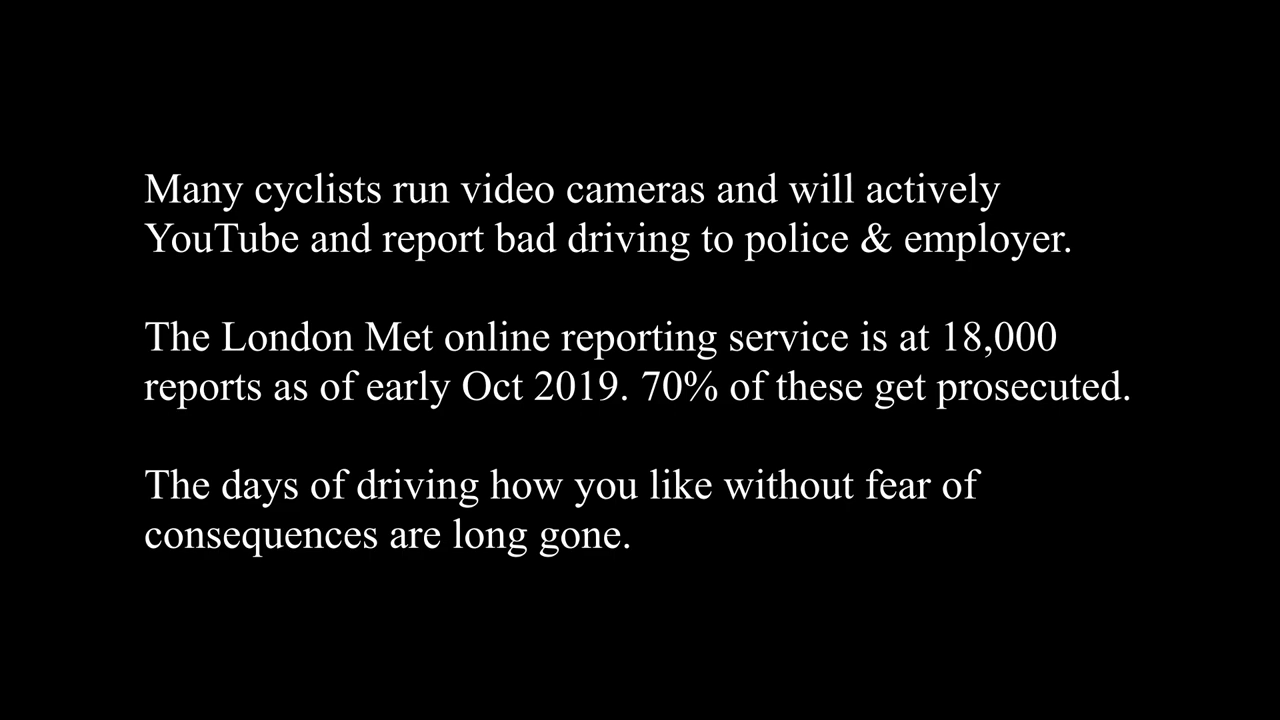 Many cyclists run video cameras and will actively
YouTube and report bad driving to police & employer.
The London Met online reporting service is at 18,000
reports as of early Oct 2019. 70% of these get prosecuted.
The days of driving how you like without fear of
consequences are long gone.